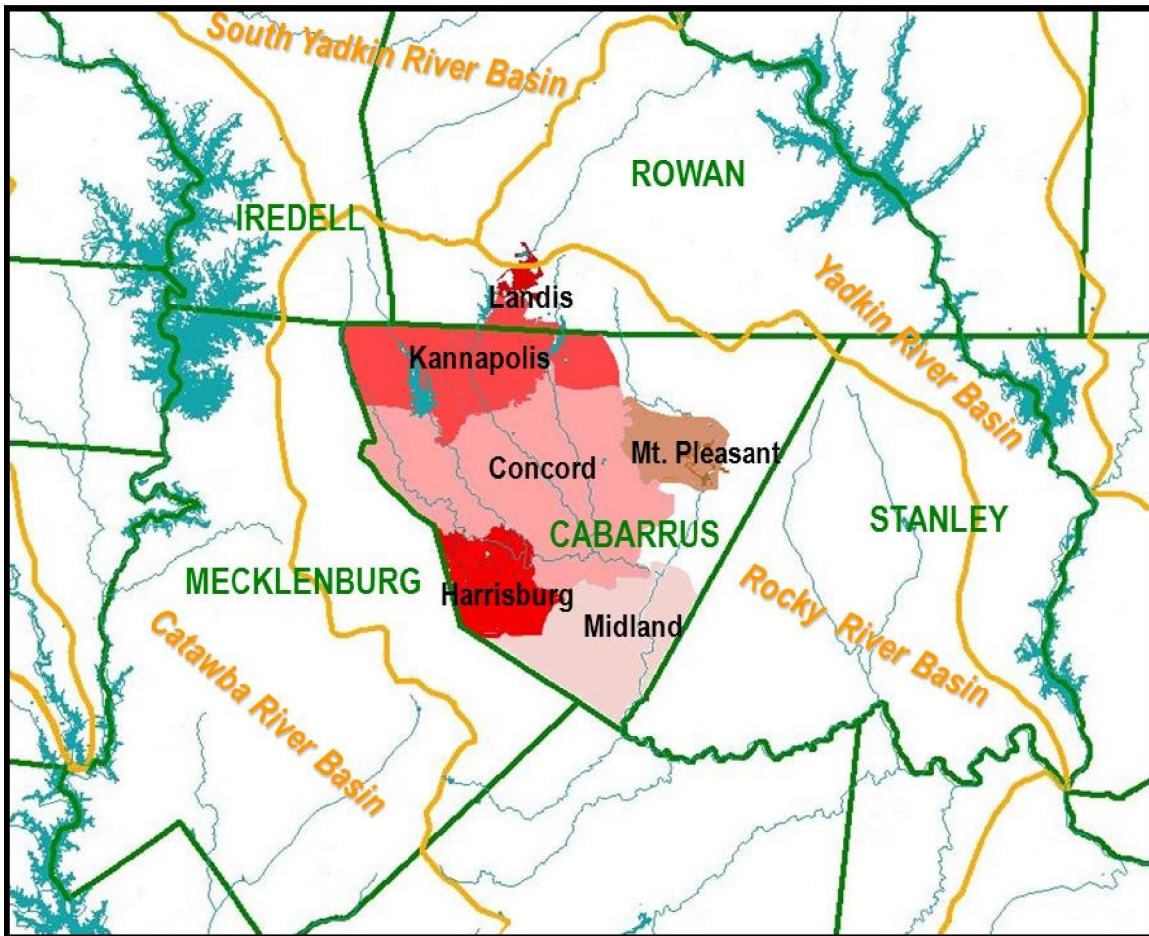 South Yadkin River Basin
ROWAN
IREDELL
Landis
Yadkin River Basin
Kannapolis
Mt. Pleasant
Concord
STANLEY
CABARRUS
MECKLENBURG
Harrisburg
Midland
Rocky River Basin
Catawba River Basin